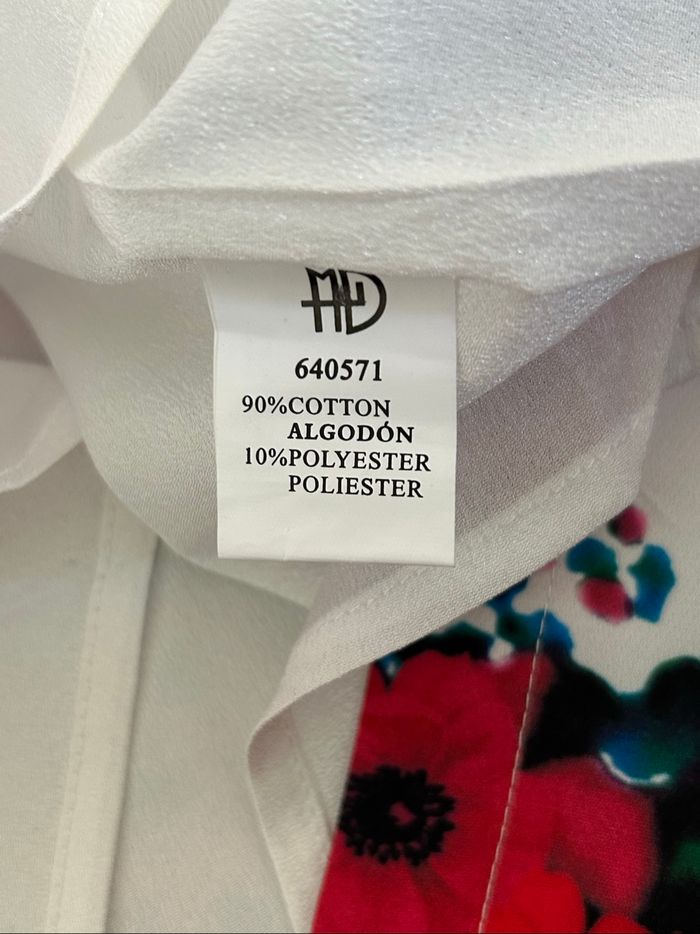 640571
90%COTTON
ALGODÓN
10%POLYESTER
POLIESTER